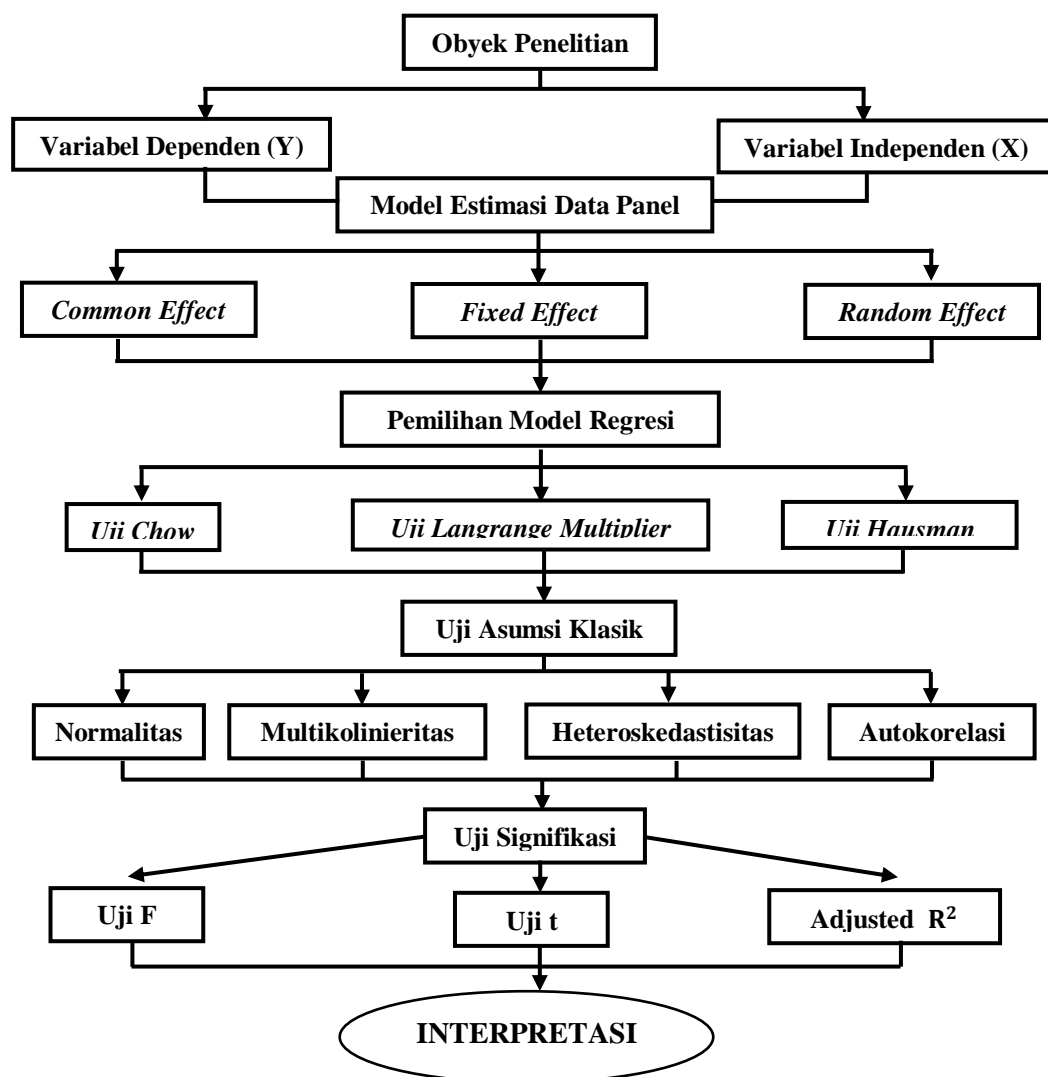 Obyek Penelitian
Variabel Dependen (Y)
Variabel Independen (X)
Model Estimasi Data Panel
Common Effect
Fixed Effect
Random Effect
Pemilihan Model Regresi
Uji Chow
Uji Langrange Multiplier
Uji Hausman
Uji Asumsi Klasik
Normalitas
Multikolinieritas
Heteroskedastisitas
Autokorelasi
Uji Signifikasi
Uji F
Uji t
Adjusted R²
INTERPRETASI